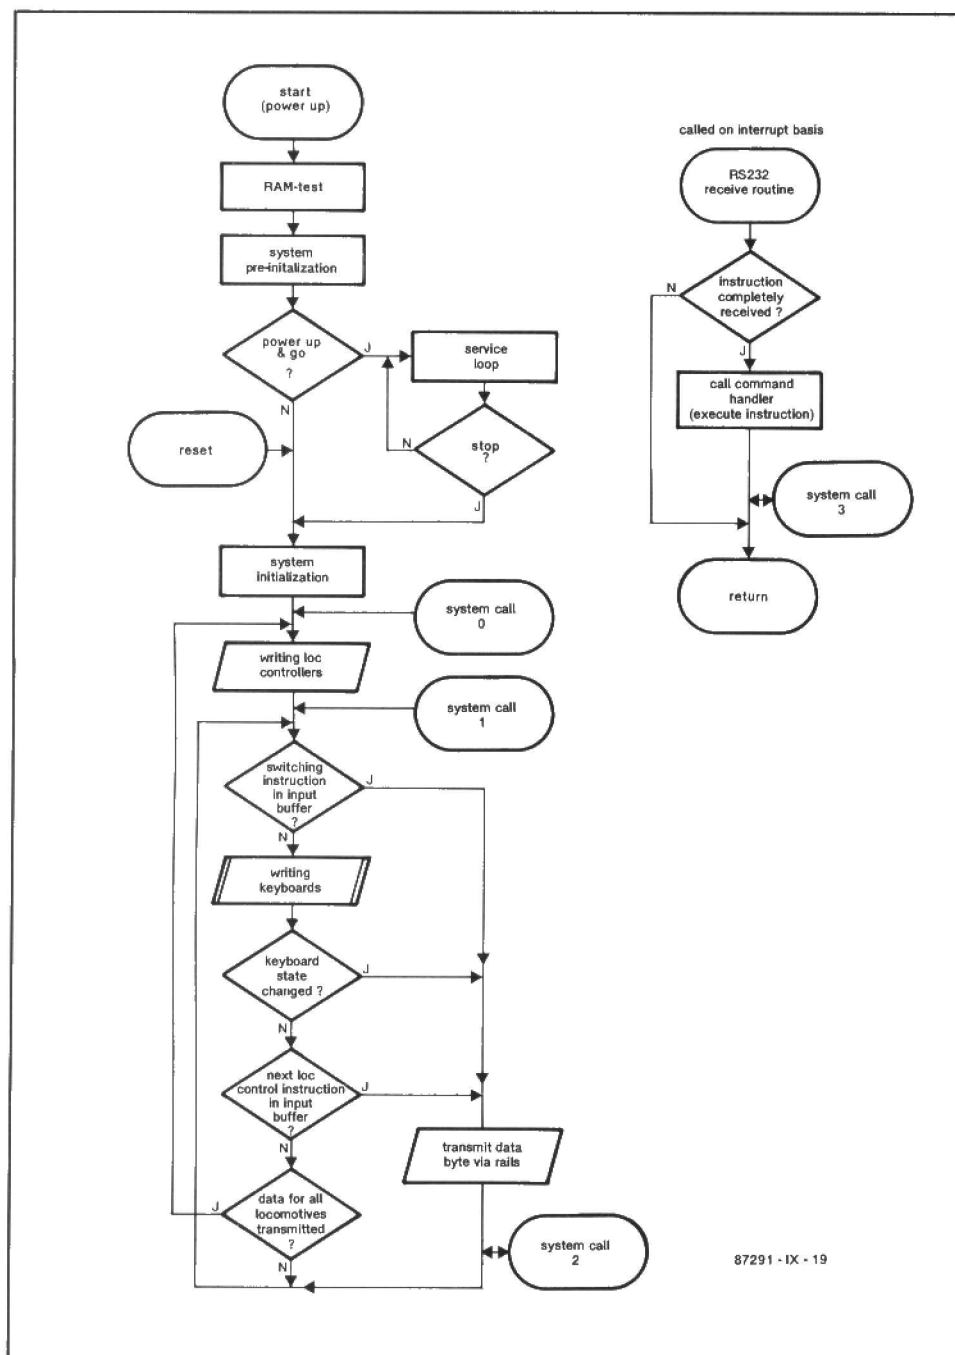 start
(power up)
RAM-test
system
pre-initalization
power up
& go
?
J
N
service
loop
stop
?
N
J
reset
system
initialization
system call
0
writing loc
controllers
system call
1
switching
instruction
in input
buffer
?
J
N
writing
keyboards
keyboard
state
changed ?
J
N
next loc
control instruction
in input
buffer
?
J
N
transmit data
byte via rails
data for all
locomotives
transmitted
?
J
N
system call
2
called on interrupt basis
RS232
receive routine
instruction
completely
received ?
N
J
call command
handler
(execute instruction)
system call
3
return
87291 - IX - 19